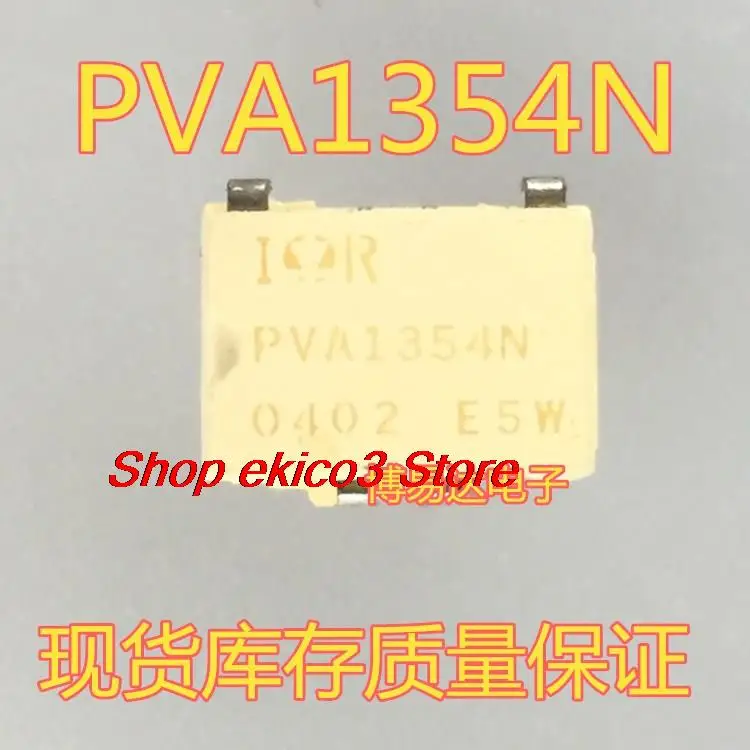 PVA1354N
IOR
PVA1354N
0402 E5W
Shop ekico3 Store
博易达电子
现货库存质量保证